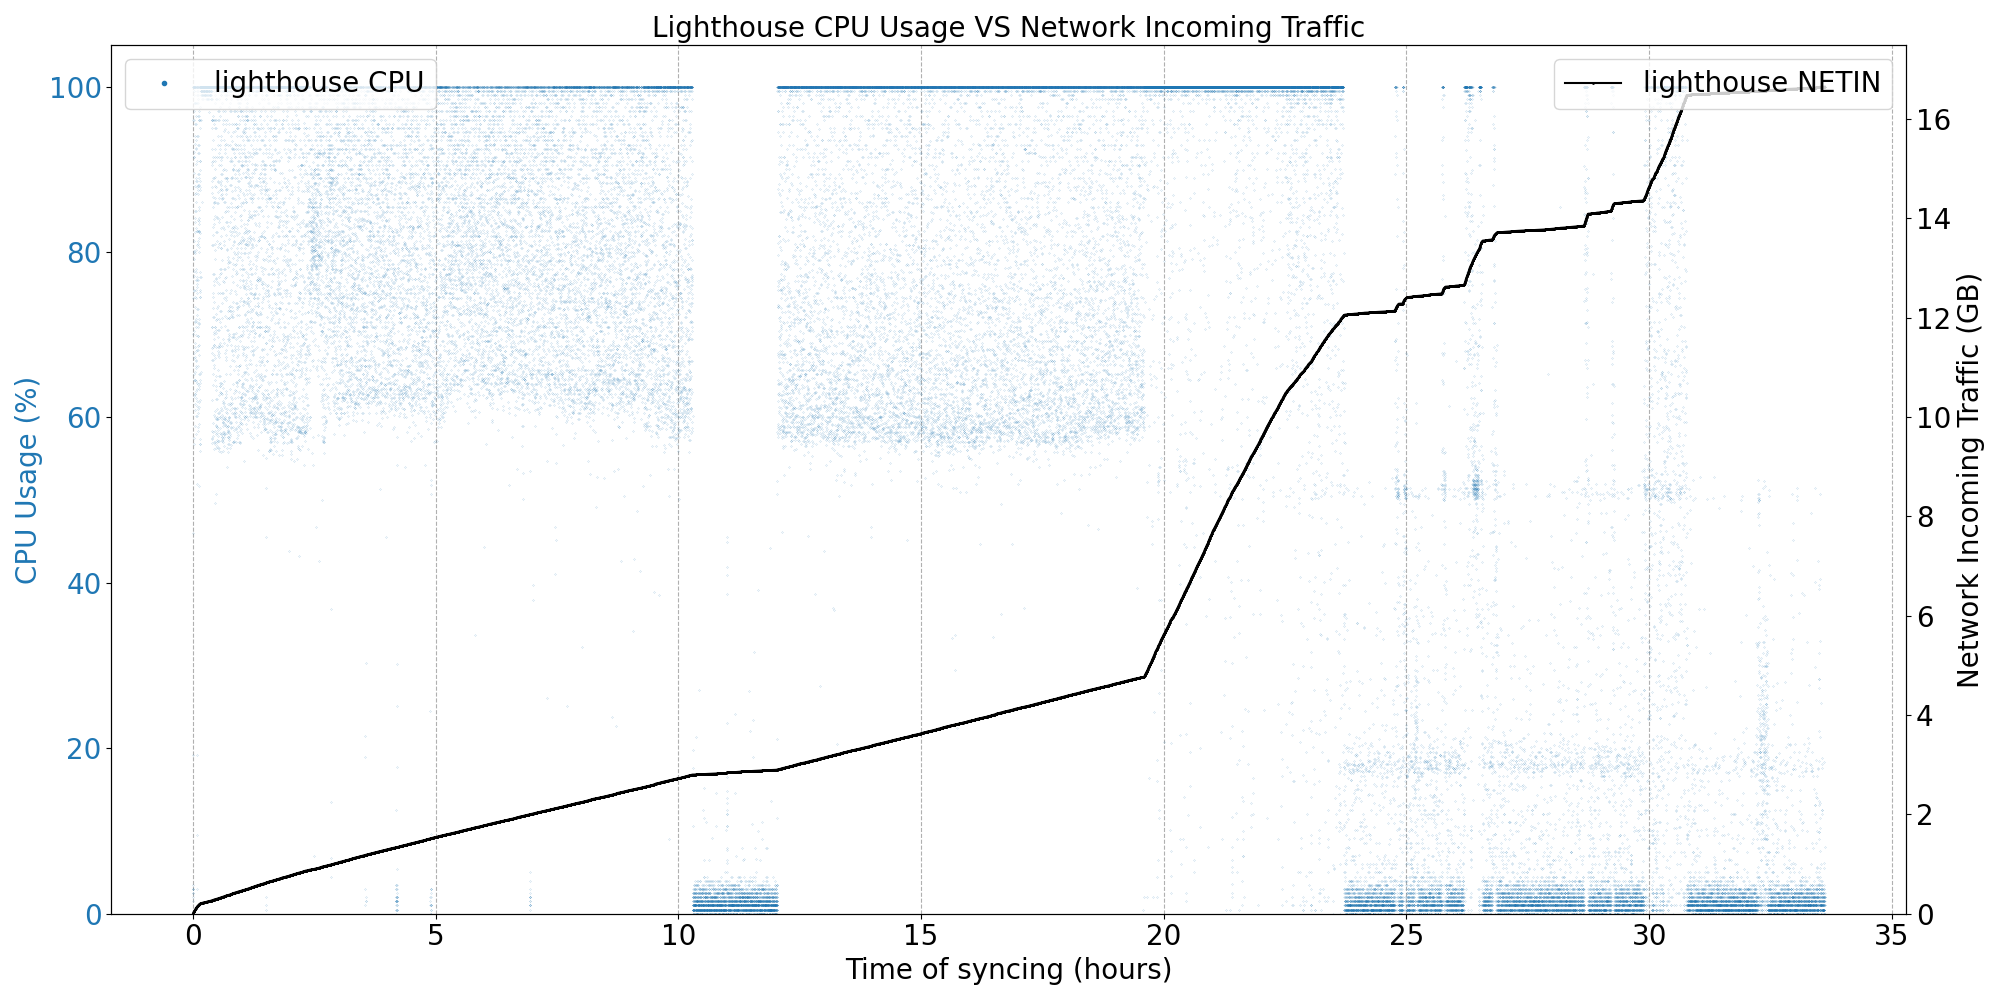 Lighthouse CPU Usage VS Network Incoming Traffic
lighthouse CPU
lighthouse NETIN
CPU Usage (%)
100
80
60
40
20
0
Network Incoming Traffic (GB)
16
14
12
10
8
6
4
2
0
0 5 10 15 20 25 30 35
Time of syncing (hours)